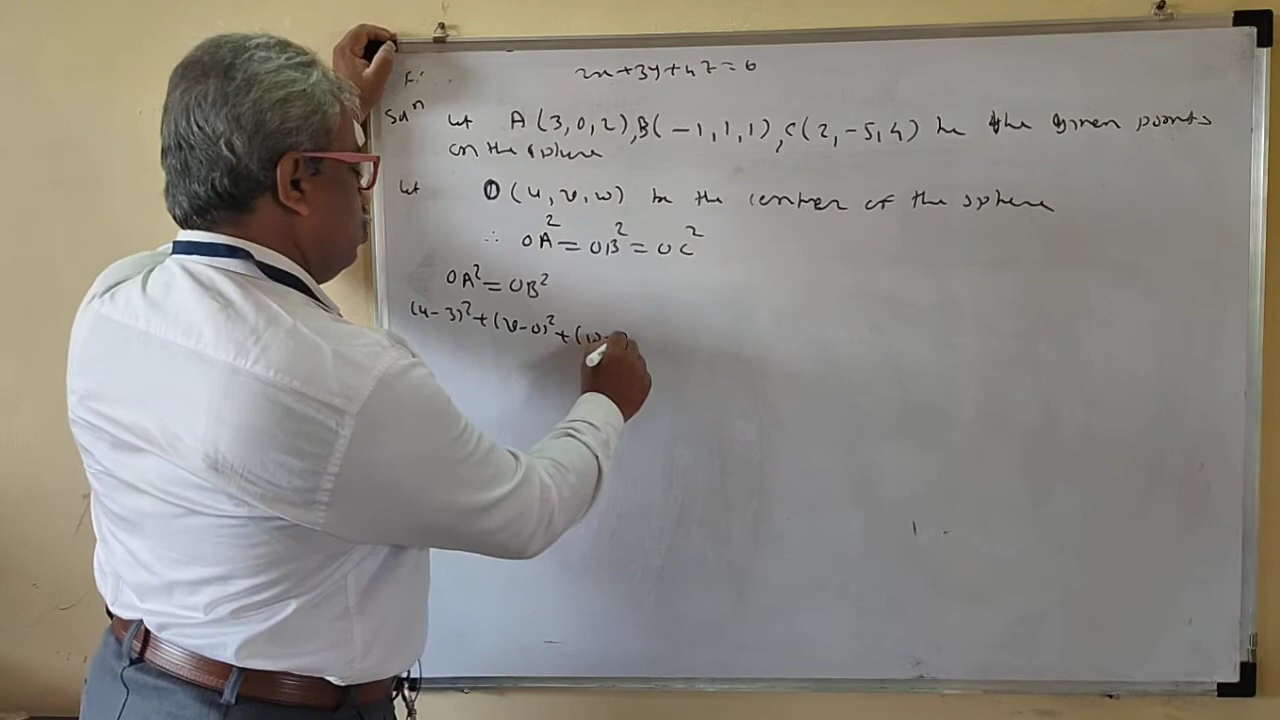 2x+3y+4z=6
Solⁿ let A(3,0,2),B(-1,1,1),C(2,-5,4) be the given points
on the sphere
let O(u,v,w) be the center of the sphere
∴ OA²=OB²=OC²
OA²=OB²
(u-3)²+(v-0)²+(w-